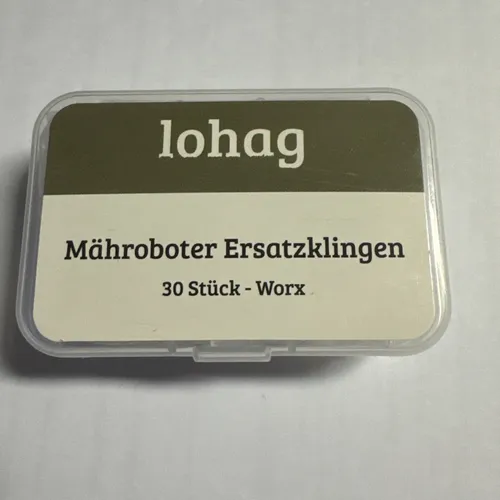 lohag
Mähroboter Ersatzklingen
30 Stück - Worx